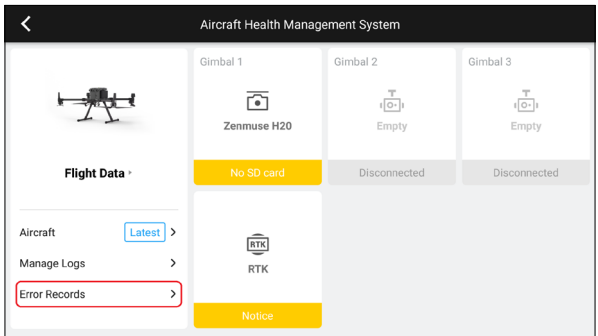 Aircraft Health Management System
Flight Data
Aircraft
Latest
Manage Logs
Error Records
Gimbal 1
Zenmuse H20
No SD card
Gimbal 2
Empty
Disconnected
Gimbal 3
Empty
Disconnected
RTK
RTK
Notice